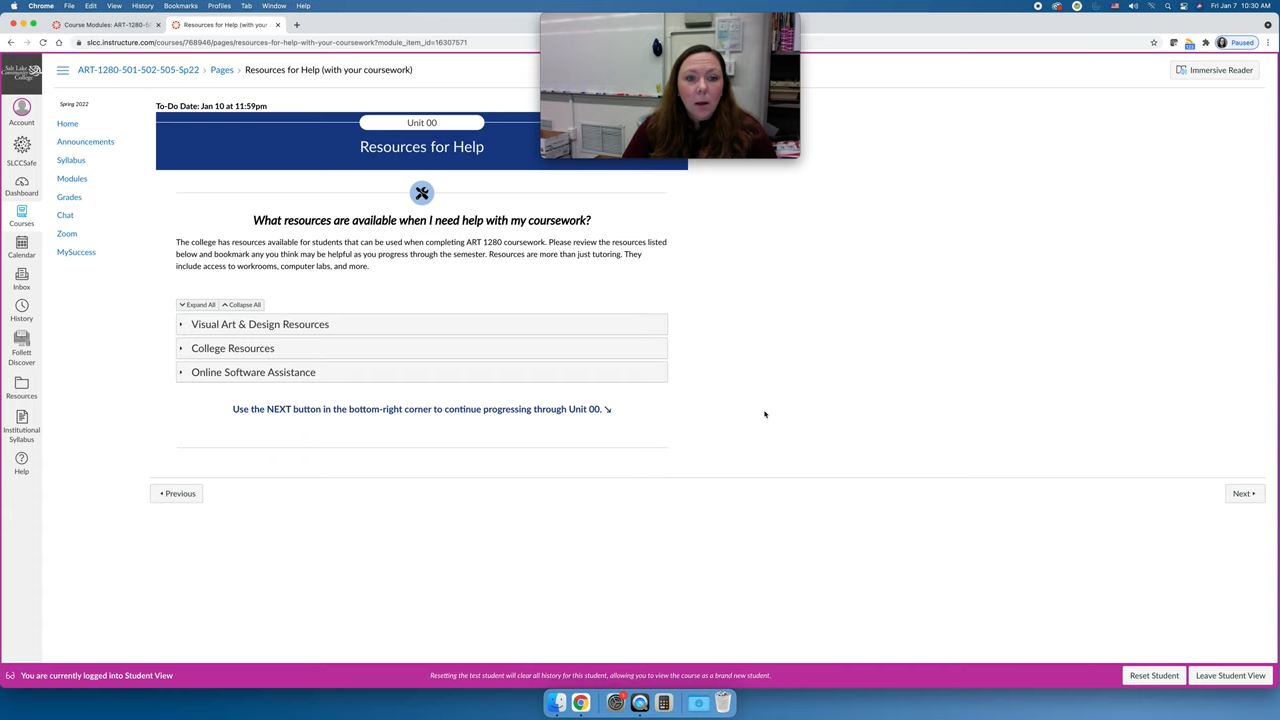 Chrome File Edit View History Bookmarks Profiles Tab Window Help
Fri Jan 7 10:30 AM
Course Modules: ART-1280-5
Resources for Help (with your
slcc.instructure.com/courses/768946/pages/resources-for-help-with-your-coursework?module_item_id=16307571
Paused
Salt Lake Community College
ART-1280-501-502-505-Sp22 › Pages › Resources for Help (with your coursework)
Immersive Reader
Account
SLCCSafe
Dashboard
Courses
Calendar
Inbox
History
Follett
Discover
Resources
Institutional
Syllabus
Help
Spring 2022
Home
Announcements
Syllabus
Modules
Grades
Chat
Zoom
MySuccess
To-Do Date: Jan 10 at 11:59pm
Unit 00
Resources for Help
What resources are available when I need help with my coursework?
The college has resources available for students that can be used when completing ART 1280 coursework. Please review the resources listed
below and bookmark any you think may be helpful as you progress through the semester. Resources are more than just tutoring. They
include access to workrooms, computer labs, and more.
Expand All Collapse All
Visual Art & Design Resources
College Resources
Online Software Assistance
Use the NEXT button in the bottom-right corner to continue progressing through Unit 00. ↘
Previous
Next
You are currently logged into Student View
Resetting the test student will clear all history for this student, allowing you to view the course as a brand new student.
Reset Student
Leave Student View